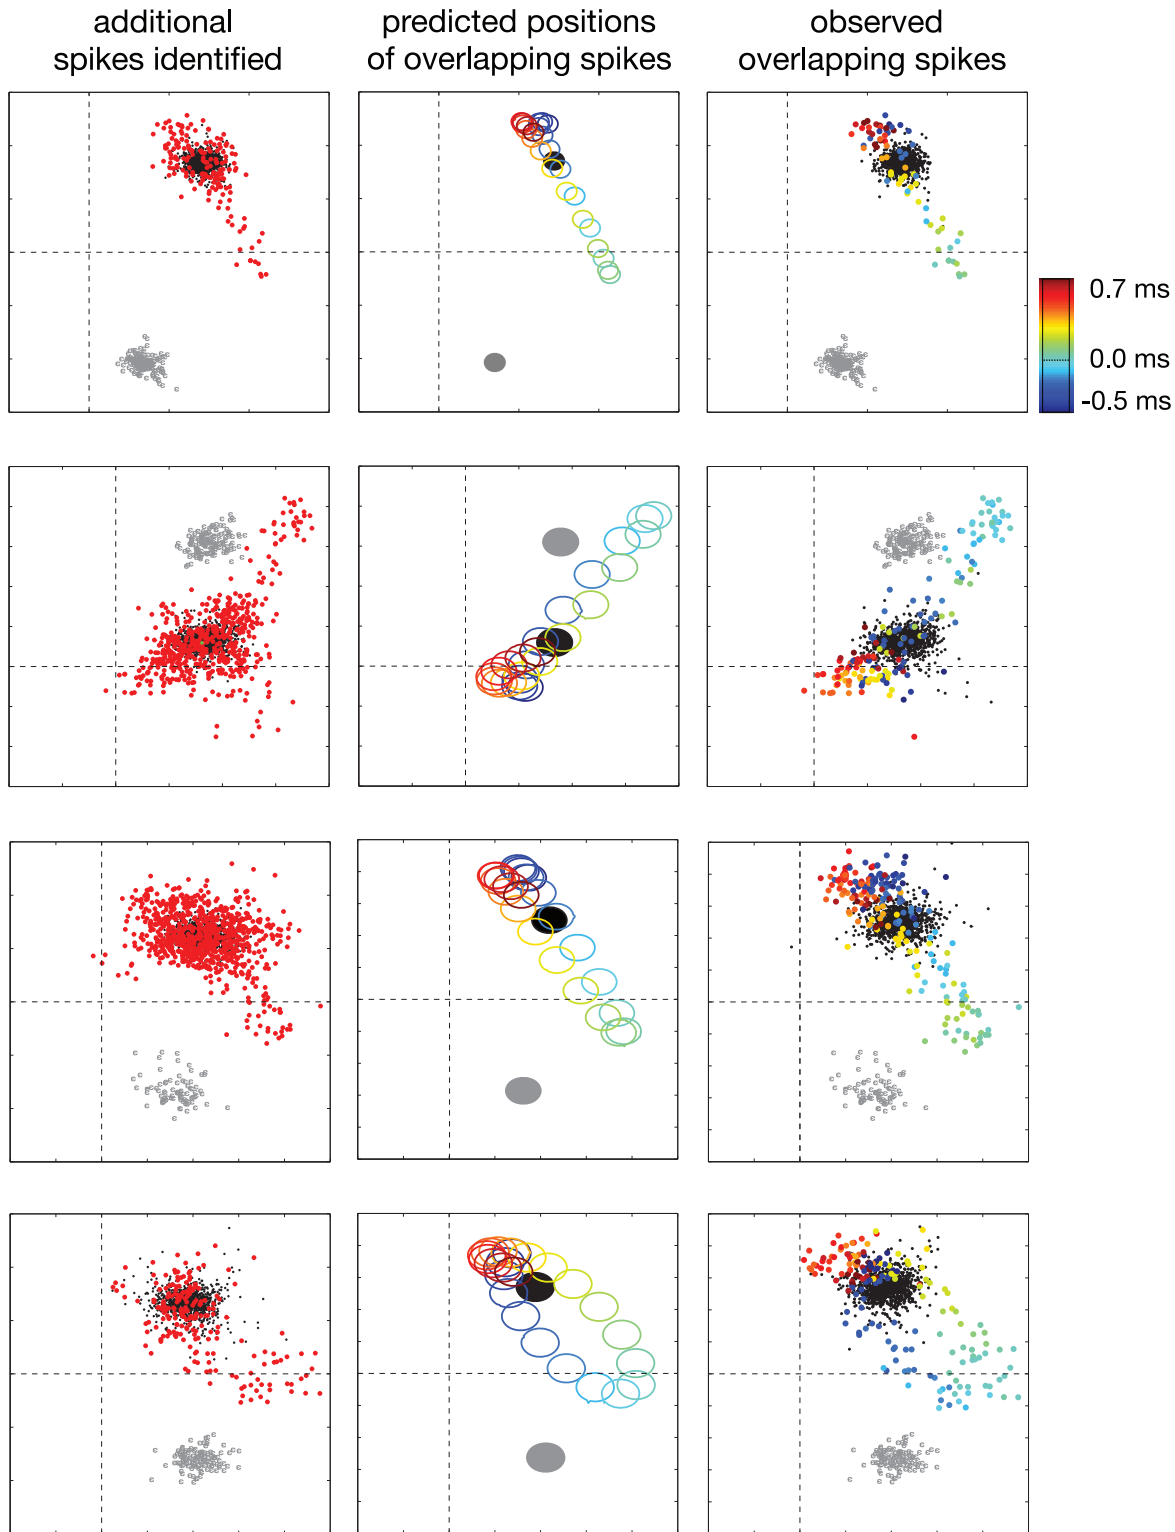 additional
spikes identified
predicted positions
of overlapping spikes
observed
overlapping spikes
0.7 ms
0.0 ms
-0.5 ms